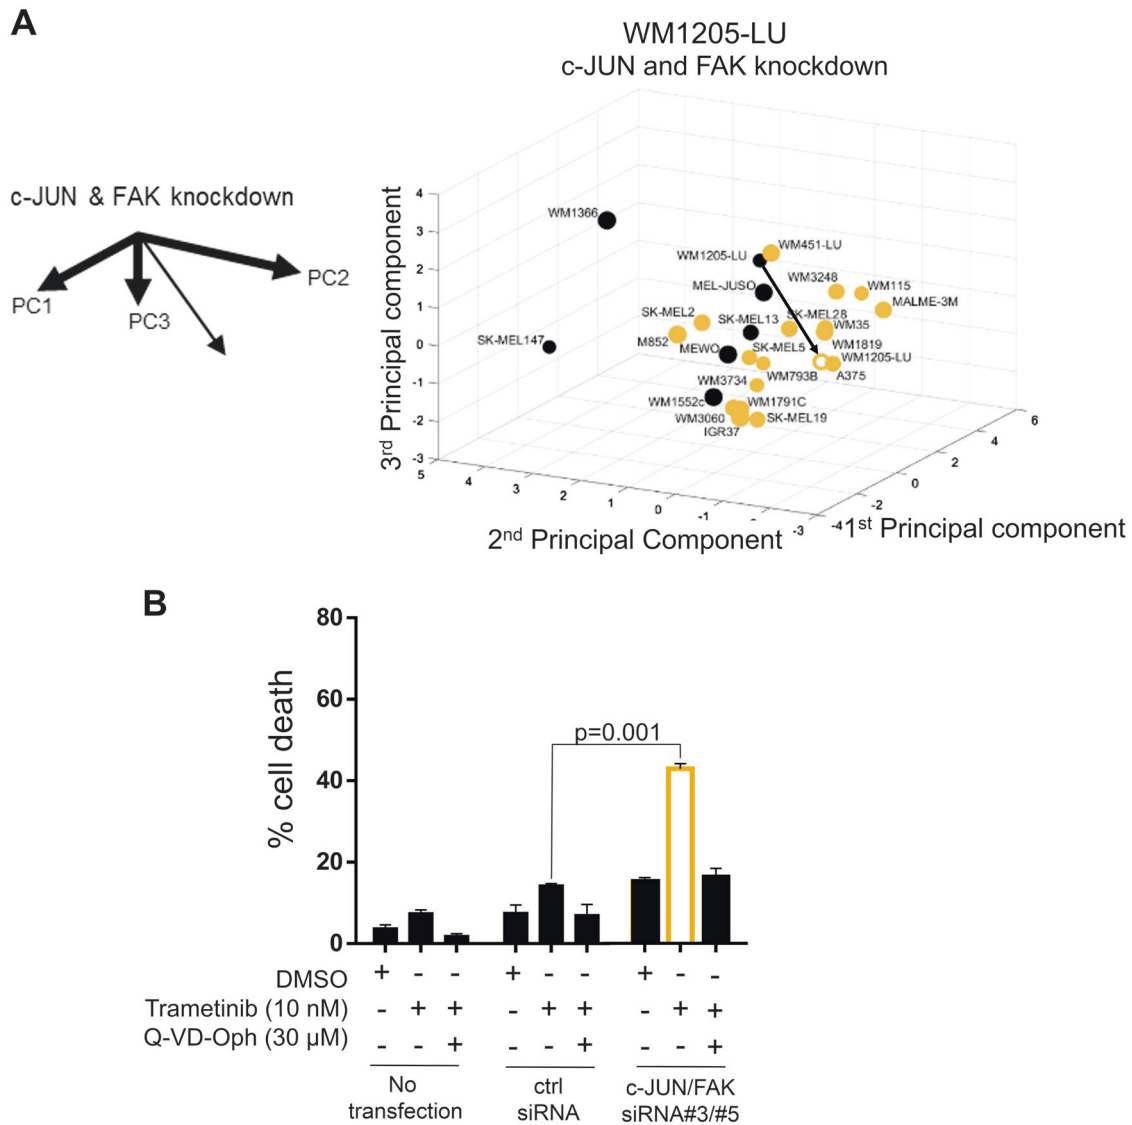 A
WM1205-LU
c-JUN and FAK knockdown
c-JUN & FAK knockdown
PC1
PC2
PC3
3rd Principal component
4
3
2
1
0
-1
-2
-3
WM1366
WM451-LU
WM1205-LU
WM3248
WM115
MEL-JUSO
MALME-3M
SK-MEL2
SK-MEL13
SK-MEL28
WM35
M852
SK-MEL147
MEWO
SK-MEL5
WM1819
WM1205-LU
WM793B
A375
WM3734
WM1552c
WM1791C
WM3060
SK-MEL19
IGR37
5
4
3
2
1
0
-1
-2
-3
2nd Principal Component
-4
-2
0
2
4
6
1st Principal component
B
% cell death
80
60
40
20
0
p=0.001
DMSO + - - + - - + - -
Trametinib (10 nM) - + + - + + - + +
Q-VD-Oph (30 µM) - - + - - + - - +
No
transfection
ctrl
siRNA
c-JUN/FAK
siRNA#3/#5